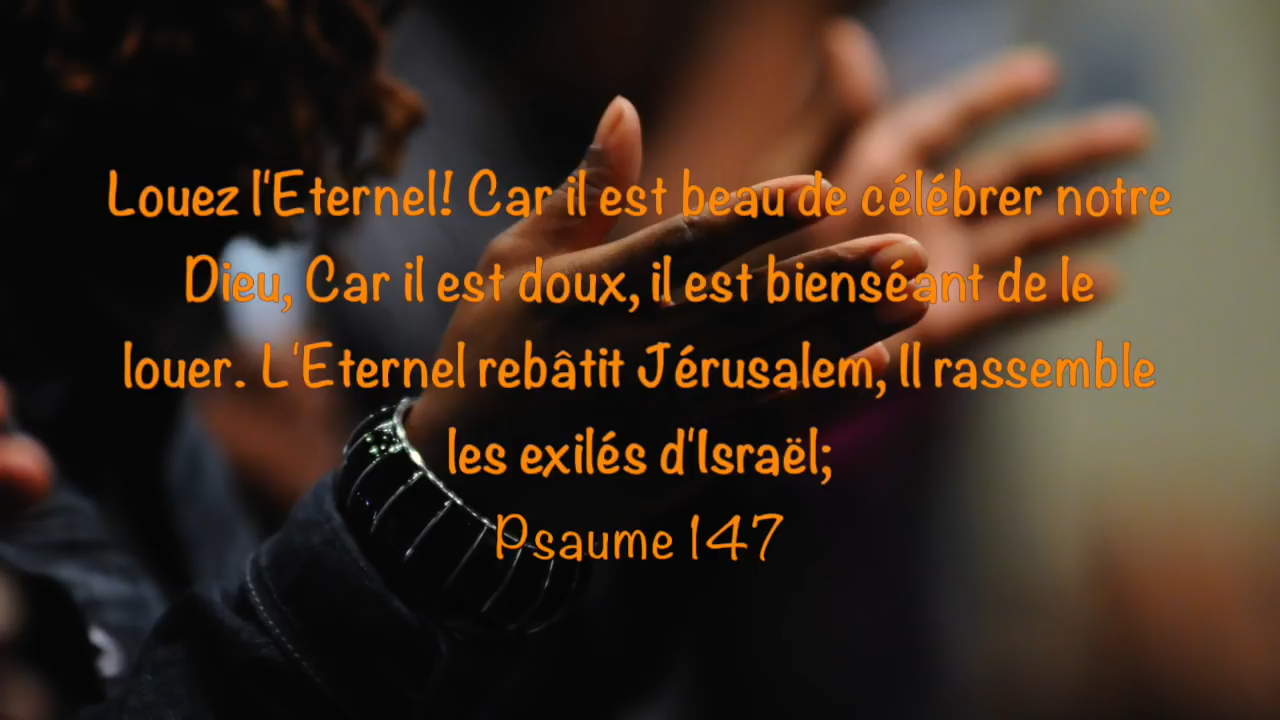 Louez l'Eternel! Car il est beau de célébrer notre
Dieu, Car il est doux, il est bienséant de le
louer. L'Eternel rebâtit Jérusalem, Il rassemble
les exilés d'Israël;
Psaume 147